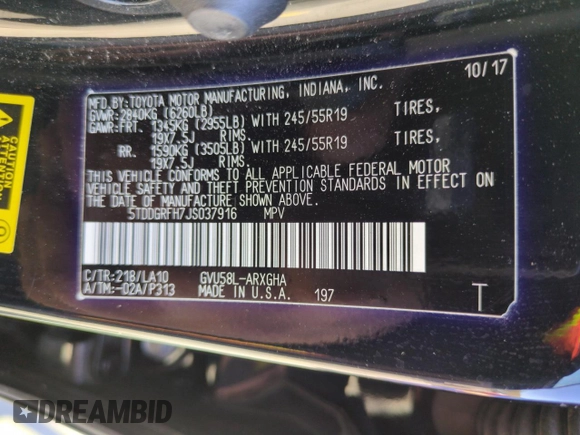 10/17
MFD.BY:TOYOTA MOTOR MANUFACTURING, INDIANA, INC.
GVWR:2840KG (6260LB)
GAWR:FRT. 1345KG (2955LB) WITH 245/55R19 TIRES,
19X7.5J RIMS.
RR. 1590KG (3505LB) WITH 245/55R19 TIRES,
19X7.5J RIMS.
THIS VEHICLE CONFORMS TO ALL APPLICABLE FEDERAL MOTOR
VEHICLE SAFETY AND THEFT PREVENTION STANDARDS IN EFFECT ON
THE DATE OF MANUFACTURE SHOWN ABOVE.
5TDDGRFH7JS037916 MPV
C/TR:218/LA10 GVU58L-ARXGHA
A/TM:-02A/P313 MADE IN U.S.A. 197 T
CAUTION
ATTENTION
DREAMBID